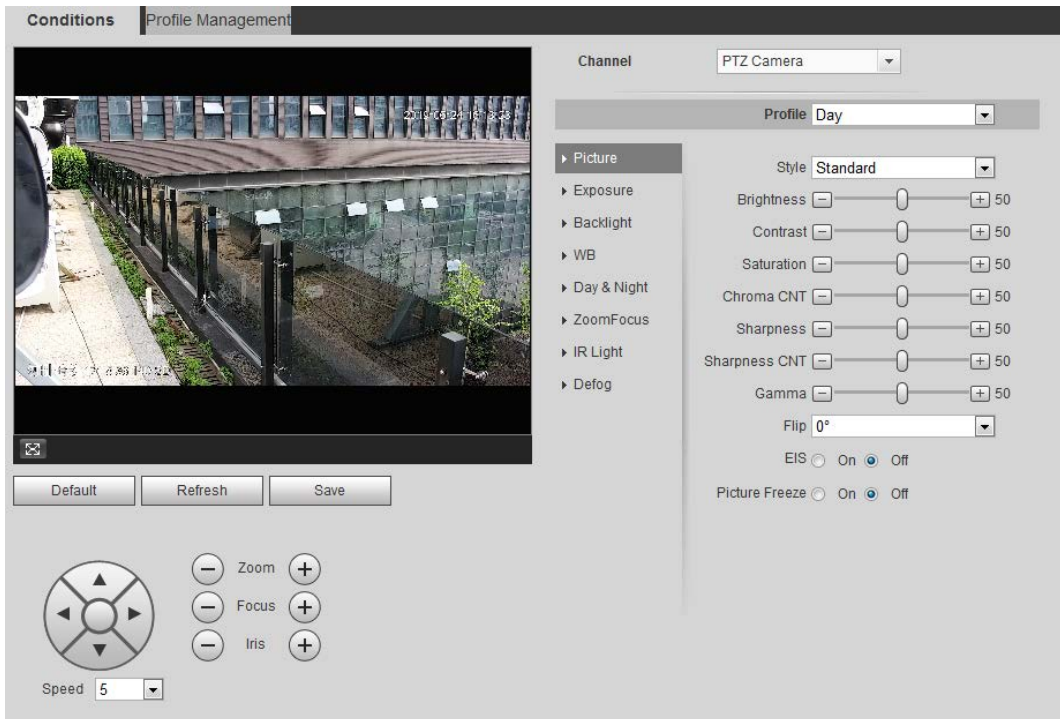 Conditions
Profile Management
Channel
PTZ Camera
Profile
Day
Picture
Exposure
Backlight
WB
Day & Night
ZoomFocus
IR Light
Defog
Style
Standard
Brightness
50
Contrast
50
Saturation
50
Chroma CNT
50
Sharpness
50
Sharpness CNT
50
Gamma
50
Flip
0°
EIS
On
Off
Picture Freeze
On
Off
Default
Refresh
Save
Zoom
Focus
Iris
Speed
5